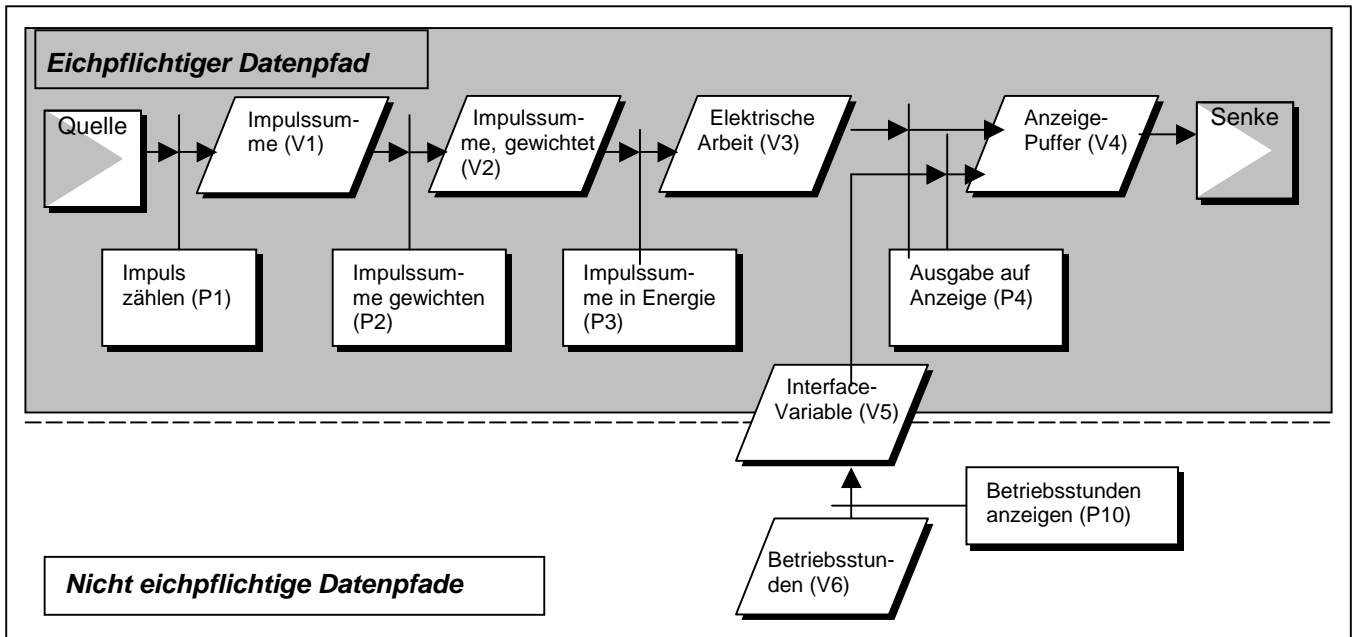 Eichpflichtiger Datenpfad
Quelle
Impulssum-
me (V1)
Impulssum-
me, gewichtet
(V2)
Elektrische
Arbeit (V3)
Anzeige-
Puffer (V4)
Senke
Impuls
zählen (P1)
Impulssum-
me gewichten
(P2)
Impulssum-
me in Energie
(P3)
Ausgabe auf
Anzeige (P4)
Interface-
Variable (V5)
Betriebsstunden
anzeigen (P10)
Betriebsstun-
den (V6)
Nicht eichpflichtige Datenpfade